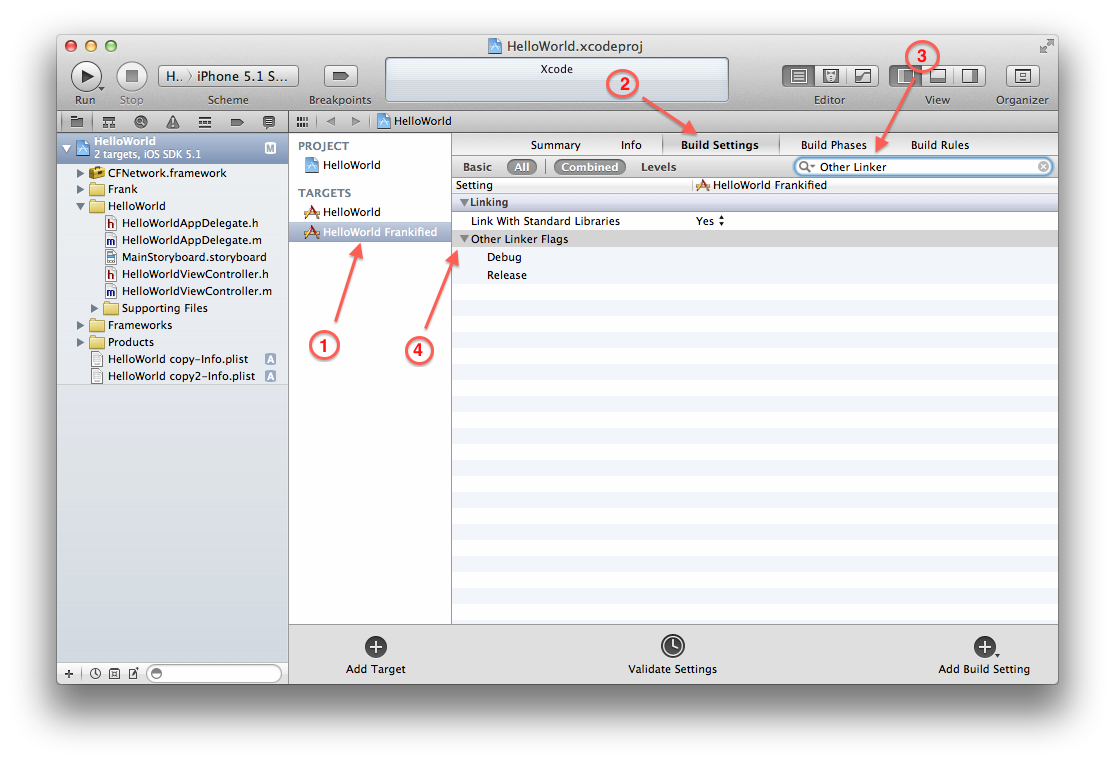 HelloWorld.xcodeproj
H.. 〉 iPhone 5.1 S...
Xcode
Run
Stop
Scheme
Breakpoints
Editor
View
Organizer
2
3
HelloWorld
2 targets, iOS SDK 5.1
M
CFNetwork.framework
Frank
HelloWorld
h HelloWorldAppDelegate.h
m HelloWorldAppDelegate.m
MainStoryboard.storyboard
h HelloWorldViewController.h
m HelloWorldViewController.m
Supporting Files
Frameworks
Products
HelloWorld copy-Info.plist A
HelloWorld copy2-Info.plist A
HelloWorld
PROJECT
HelloWorld
TARGETS
HelloWorld
HelloWorld Frankified
1
4
Summary Info Build Settings Build Phases Build Rules
Basic All Combined Levels Other Linker
Setting HelloWorld Frankified
Linking
Link With Standard Libraries Yes
Other Linker Flags
Debug
Release
Add Target
Validate Settings
Add Build Setting